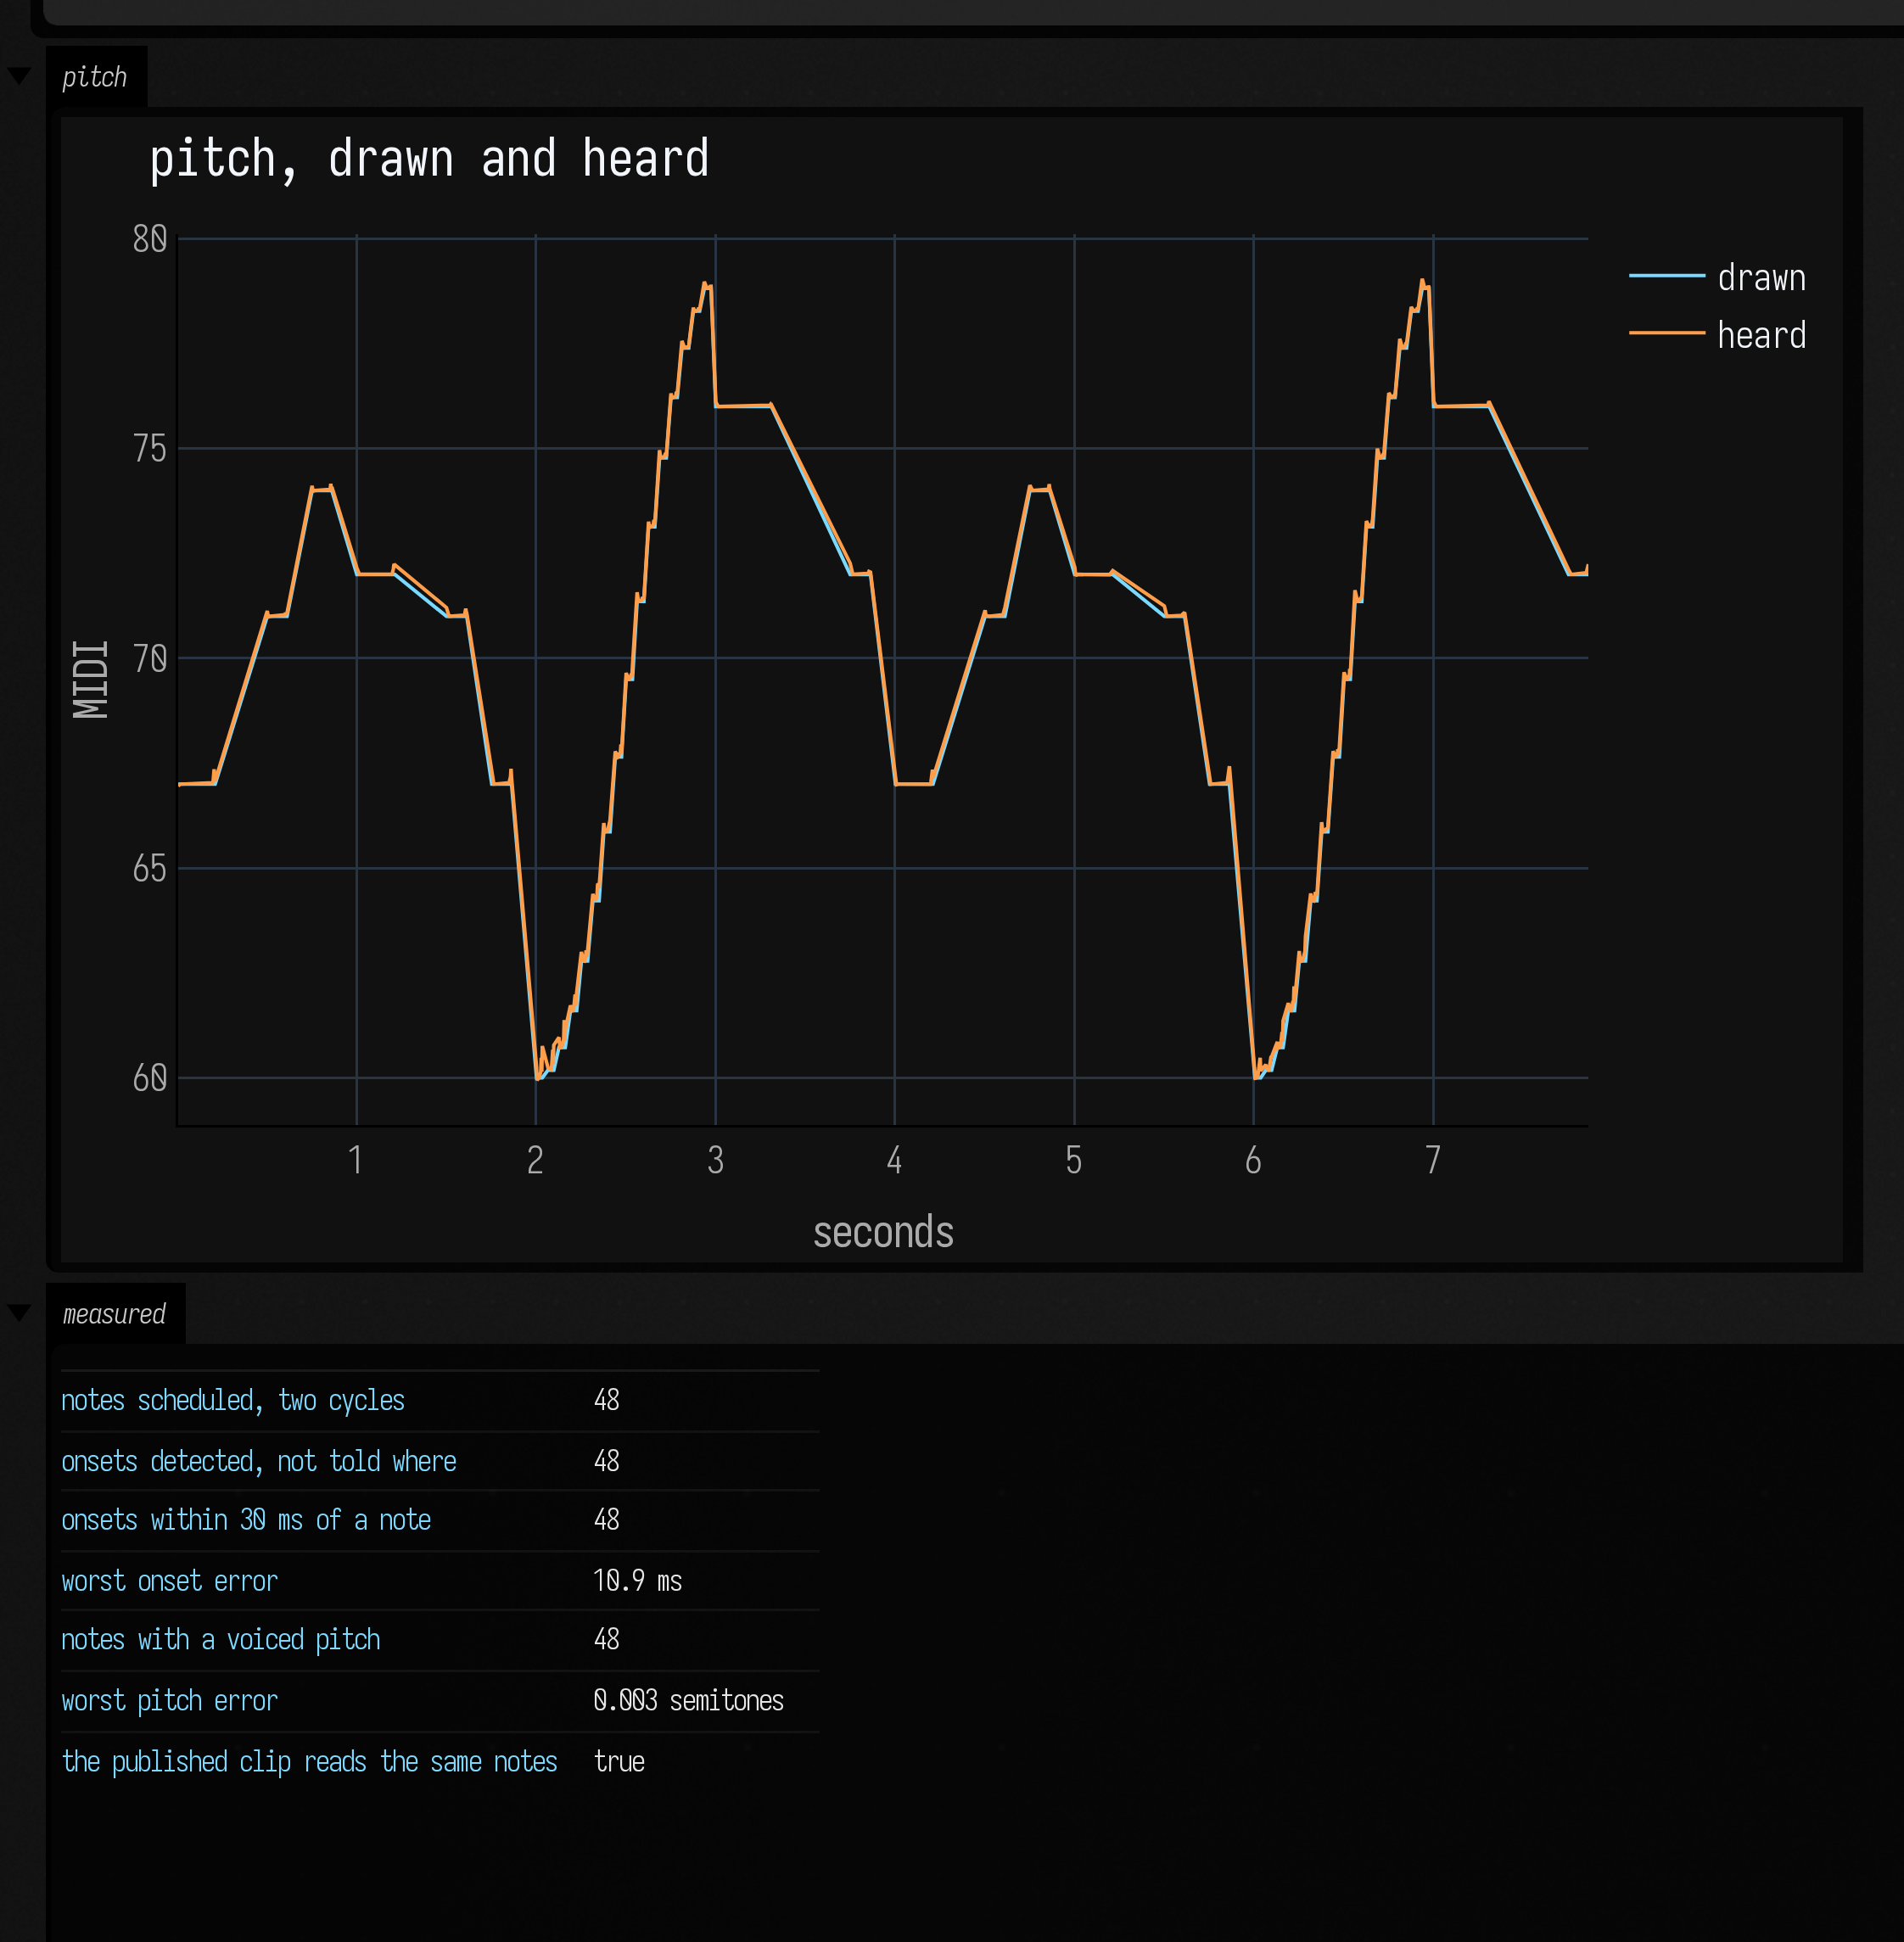 pitch
pitch, drawn and heard
80
75
70
65
60
MIDI
1 2 3 4 5 6 7
seconds
drawn
heard
measured
notes scheduled, two cycles 48
onsets detected, not told where 48
onsets within 30 ms of a note 48
worst onset error 10.9 ms
notes with a voiced pitch 48
worst pitch error 0.003 semitones
the published clip reads the same notes true